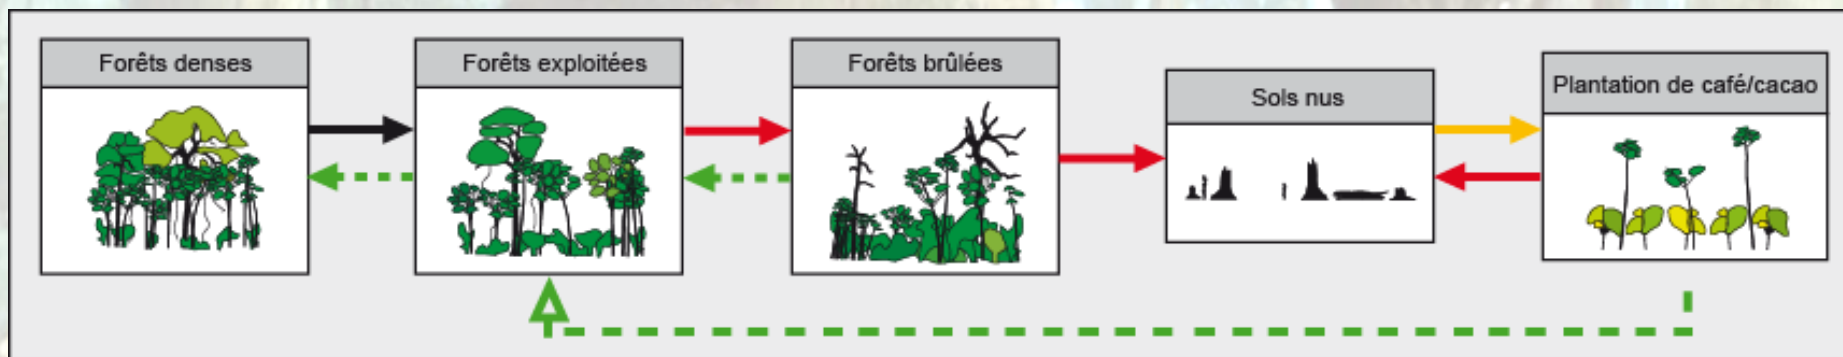 Forêts denses
Forêts exploitées
Forêts brûlées
Sols nus
Plantation de café/cacao